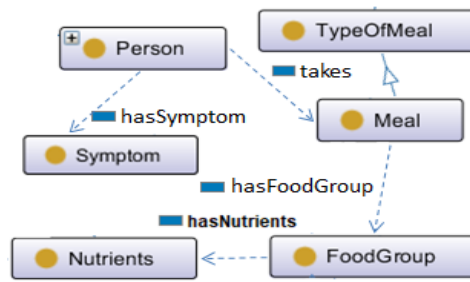 TypeOfMeal
Person
takes
hasSymptom
Meal
Symptom
hasFoodGroup
hasNutrients
Nutrients
FoodGroup